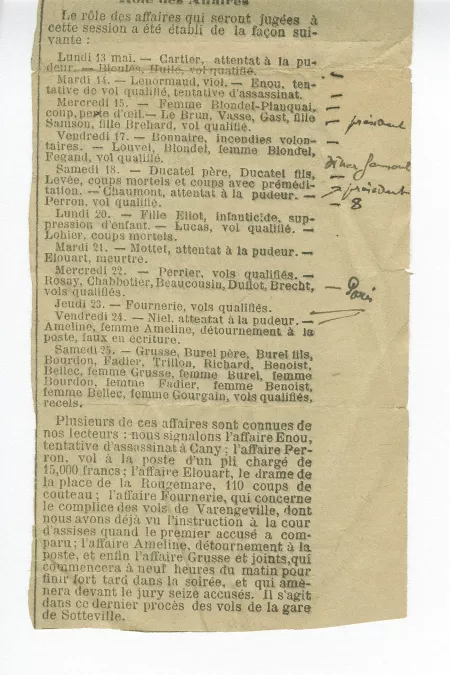 Rôle des Affaires
Le rôle des affaires qui seront jugées à
cette session a été établi de la façon sui-
vante :
Lundi 13 mai. — Cartier, attentat à la pu-
deur. — Bloulés, Hulle, vol qualifié.
Mardi 14. — Lenormand, viol. — Enou, ten-
tative de vol qualifié, tentative d'assassinat.
Mercredi 15. — Femme Blondel-Planquai,
coup, perte d'œil. — Le Brun, Vasse, Gast, fille
Samson, fille Brehard, vol qualifié. — président
Vendredi 17. — Bonnaire, incendies volon-
taires. — Louvel, Blondel, femme Blondel,
Fegand, vol qualifié. — dîner
Samedi 18. — Ducatel père, Ducatel fils,
Levée, coups mortels et coups avec prémédi-
tation. — Chaumont, attentat à la pudeur. — président
Perron, vol qualifié. — 8
Lundi 20. — Fille Eliot, infanticide, sup-
pression d'enfant. — Lucas, vol qualifié. —
Lohier, coups mortels.
Mardi 21. — Mottet, attentat à la pudeur. —
Elouart, meurtre.
Mercredi 22. — Perrier, vols qualifiés. —
Rosay, Chabbotier, Beaucousin, Duflot, Brecht, — Paris
vols qualifiés.
Jeudi 23. — Fournerie, vols qualifiés.
Vendredi 24. — Niel, attentat à la pudeur. —
Ameline, femme Ameline, détournement à la
poste, faux en écriture.
Samedi 25. — Grusse, Burel père, Burel fils,
Bourdon, Fadier, Trillon, Richard, Benoist,
Bellec, femme Grusse, femme Burel, femme
Bourdon, femme Fadier, femme Benoist,
femme Bellec, femme Gourgain, vols qualifiés,
recels.
Plusieurs de ces affaires sont connues de
nos lecteurs : nous signalons l'affaire Enou,
tentative d'assassinat à Cany ; l'affaire Per-
ron, vol à la poste d'un pli chargé de
15,000 francs ; l'affaire Elouart, le drame de
la place de la Rougemare, 110 coups de
couteau ; l'affaire Fournerie, qui concerne
le complice des vols de Varengeville, dont
nous avons déjà vu l'instruction à la cour
d'assises quand le premier accusé a com-
paru ; l'affaire Ameline, détournement à la
poste, et enfin l'affaire Grusse et joints, qui
commencera à neuf heures du matin pour
finir fort tard dans la soirée, et qui amè-
nera devant le jury seize accusés. Il s'agit
dans ce dernier procès des vols de la gare
de Sotteville.